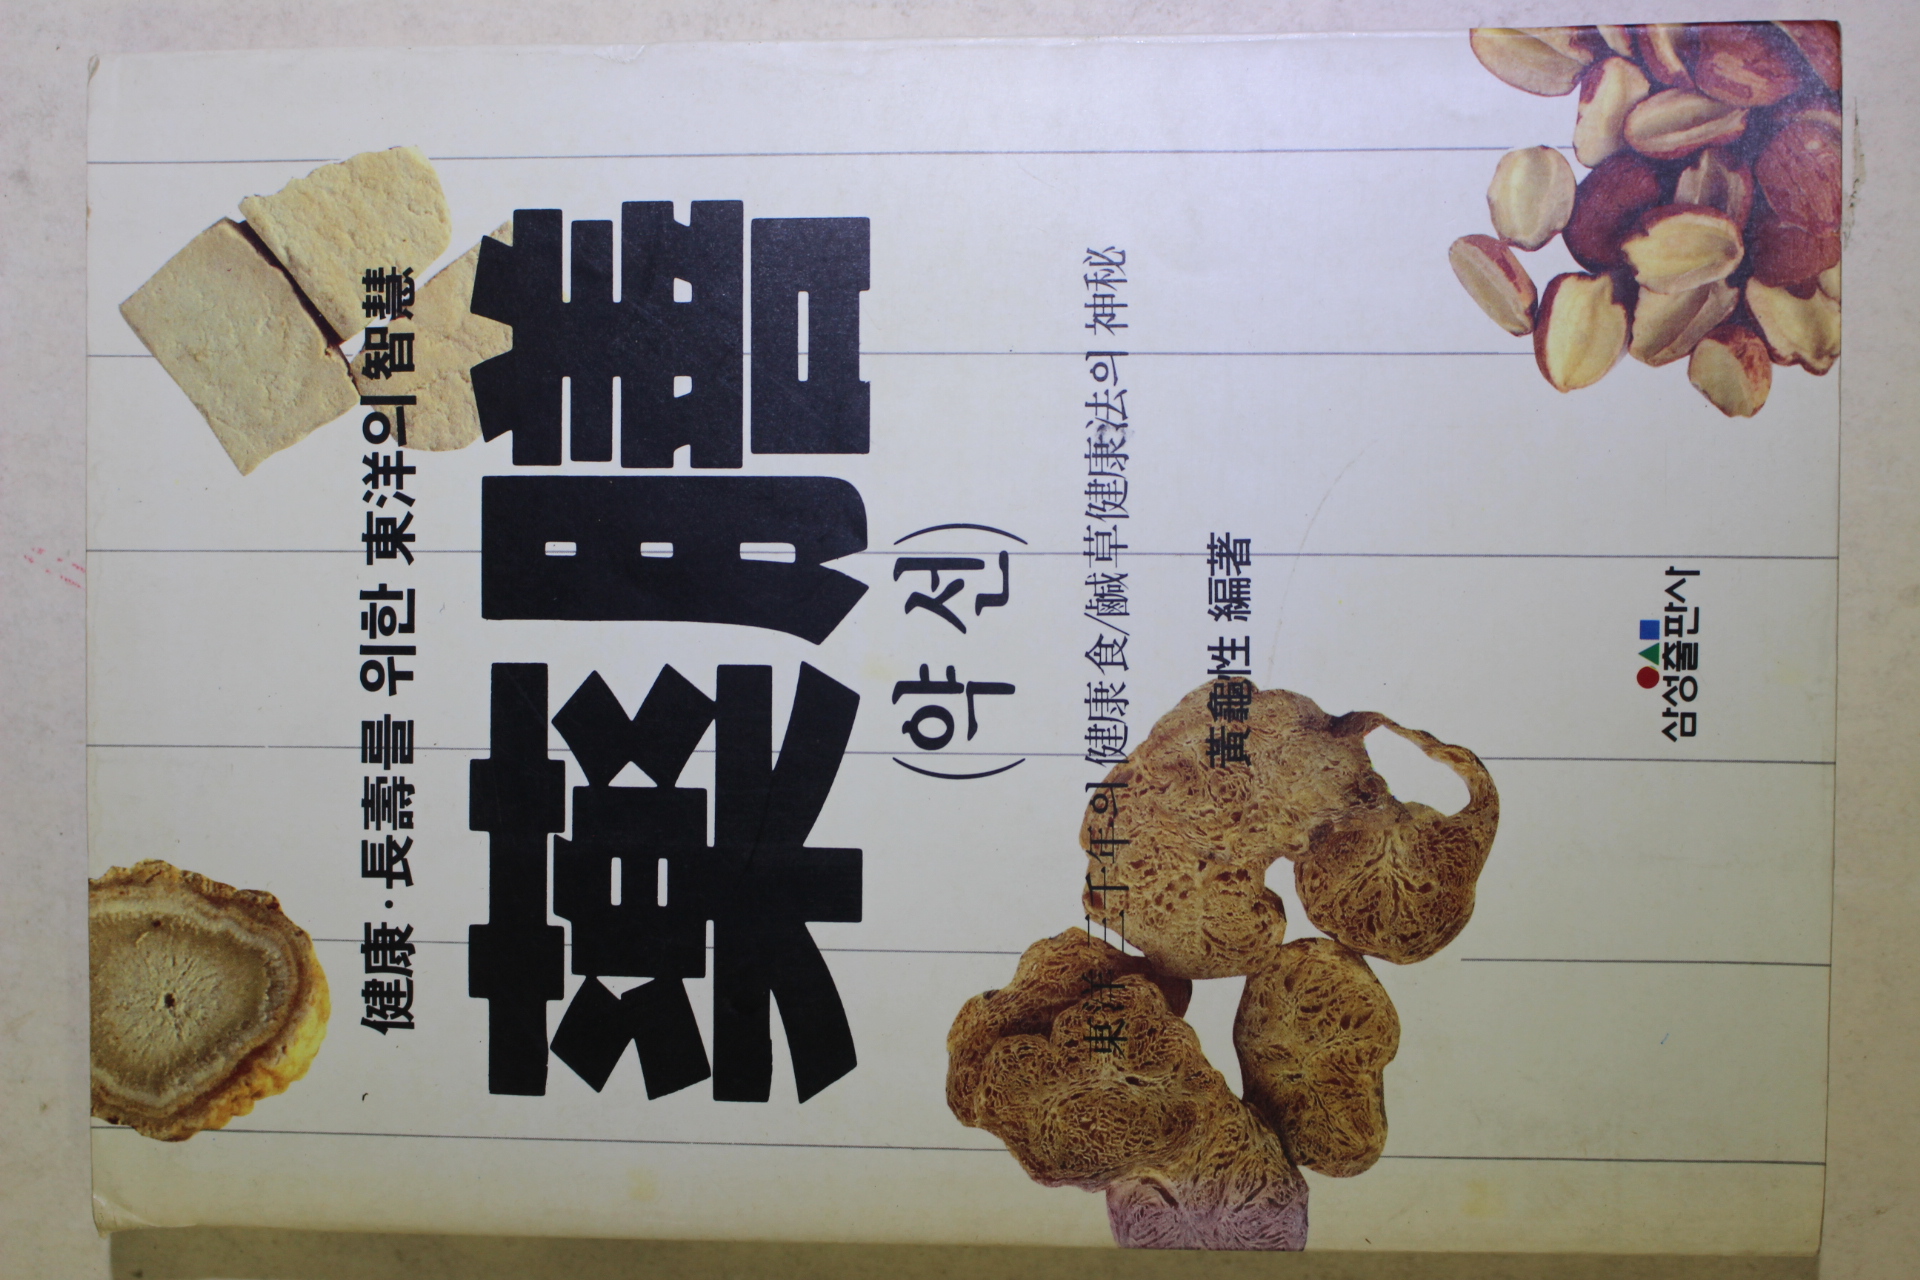 健康·長壽를 위한 東洋의 智慧
藥膳
(약선)
東洋 三千年의 健康食/鹹草健康法의 神秘
黃龜性 編著
삼성출판사